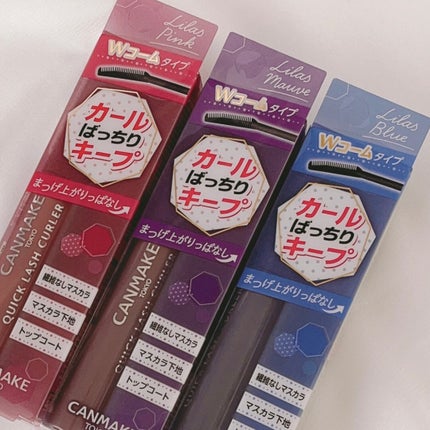 Lilas
Pink
Wコームタイプ
カール
ばっちり
キープ
まつげ上がりっぱなし
CANMAKE
TOKYO
QUICK LASH CURLER
繊維なしマスカラ
マスカラ下地
トップコート
Lilas
Mauve
Wコームタイプ
カール
ばっちり
キープ
まつげ上がりっぱなし
CANMAKE
TOKYO
繊維なしマスカラ
マスカラ下地
トップコート
CANMAKE
TOKYO
Lilas
Blue
Wコームタイプ
カール
ばっちり
キープ
まつげ上がりっぱなし
繊維なしマスカラ
マスカラ下地